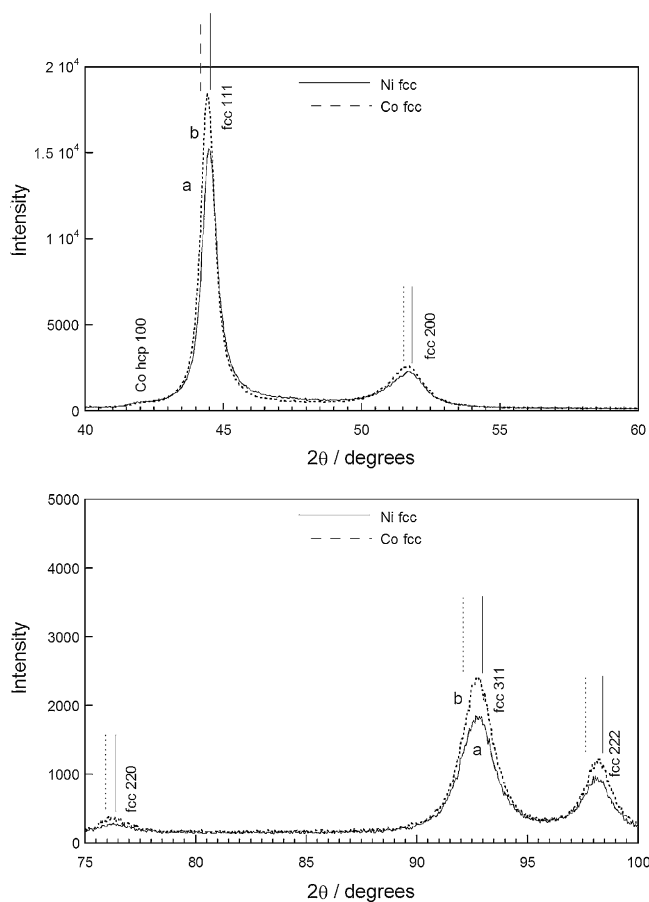 2 10⁴
Ni fcc
Co fcc
fcc 111
b
1.5 10⁴
a
Intensity
1 10⁴
5000
Co hcp 100
fcc 200
0
40
45
50
55
60
2θ / degrees
5000
Ni fcc
Co fcc
4000
3000
Intensity
b
fcc 311
2000
a
fcc 222
1000
fcc 220
0
75
80
85
90
95
100
2θ / degrees